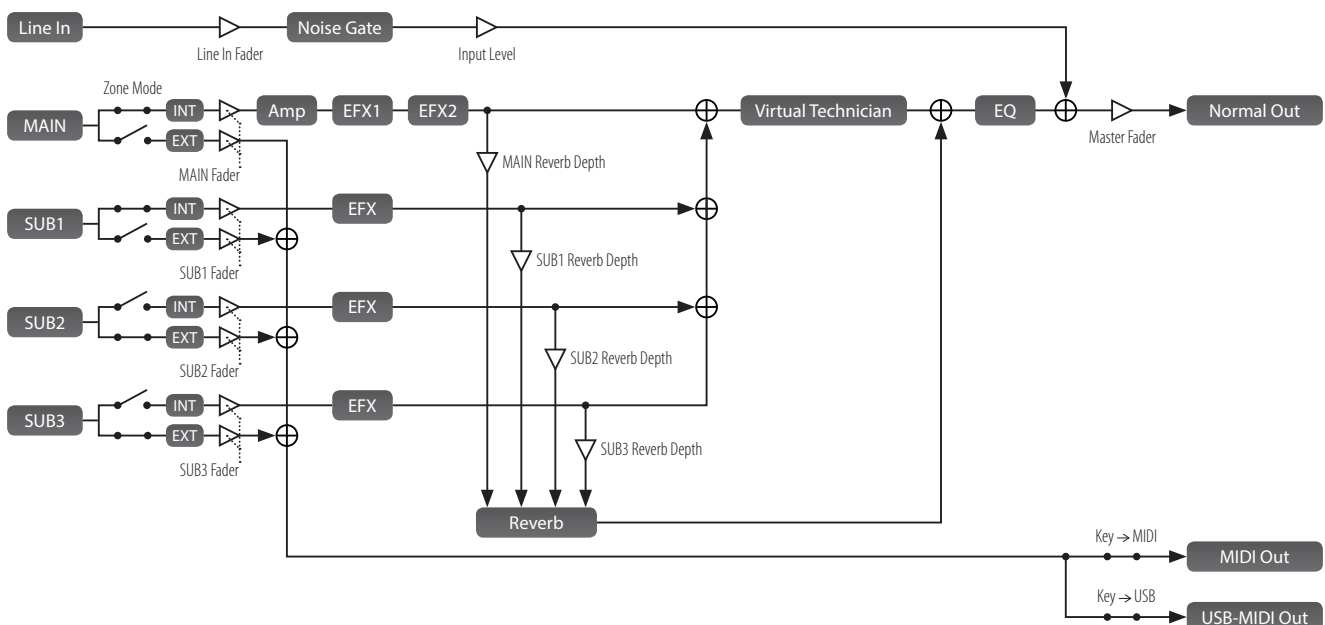 Line In
Line In Fader
Noise Gate
Input Level
Zone Mode
MAIN
INT
EXT
MAIN Fader
Amp
EFX1
EFX2
MAIN Reverb Depth
Virtual Technician
EQ
Master Fader
Normal Out
SUB1
INT
EXT
SUB1 Fader
EFX
SUB1 Reverb Depth
SUB2
INT
EXT
SUB2 Fader
EFX
SUB2 Reverb Depth
SUB3
INT
EXT
SUB3 Fader
EFX
SUB3 Reverb Depth
Reverb
Key → MIDI
MIDI Out
Key → USB
USB-MIDI Out